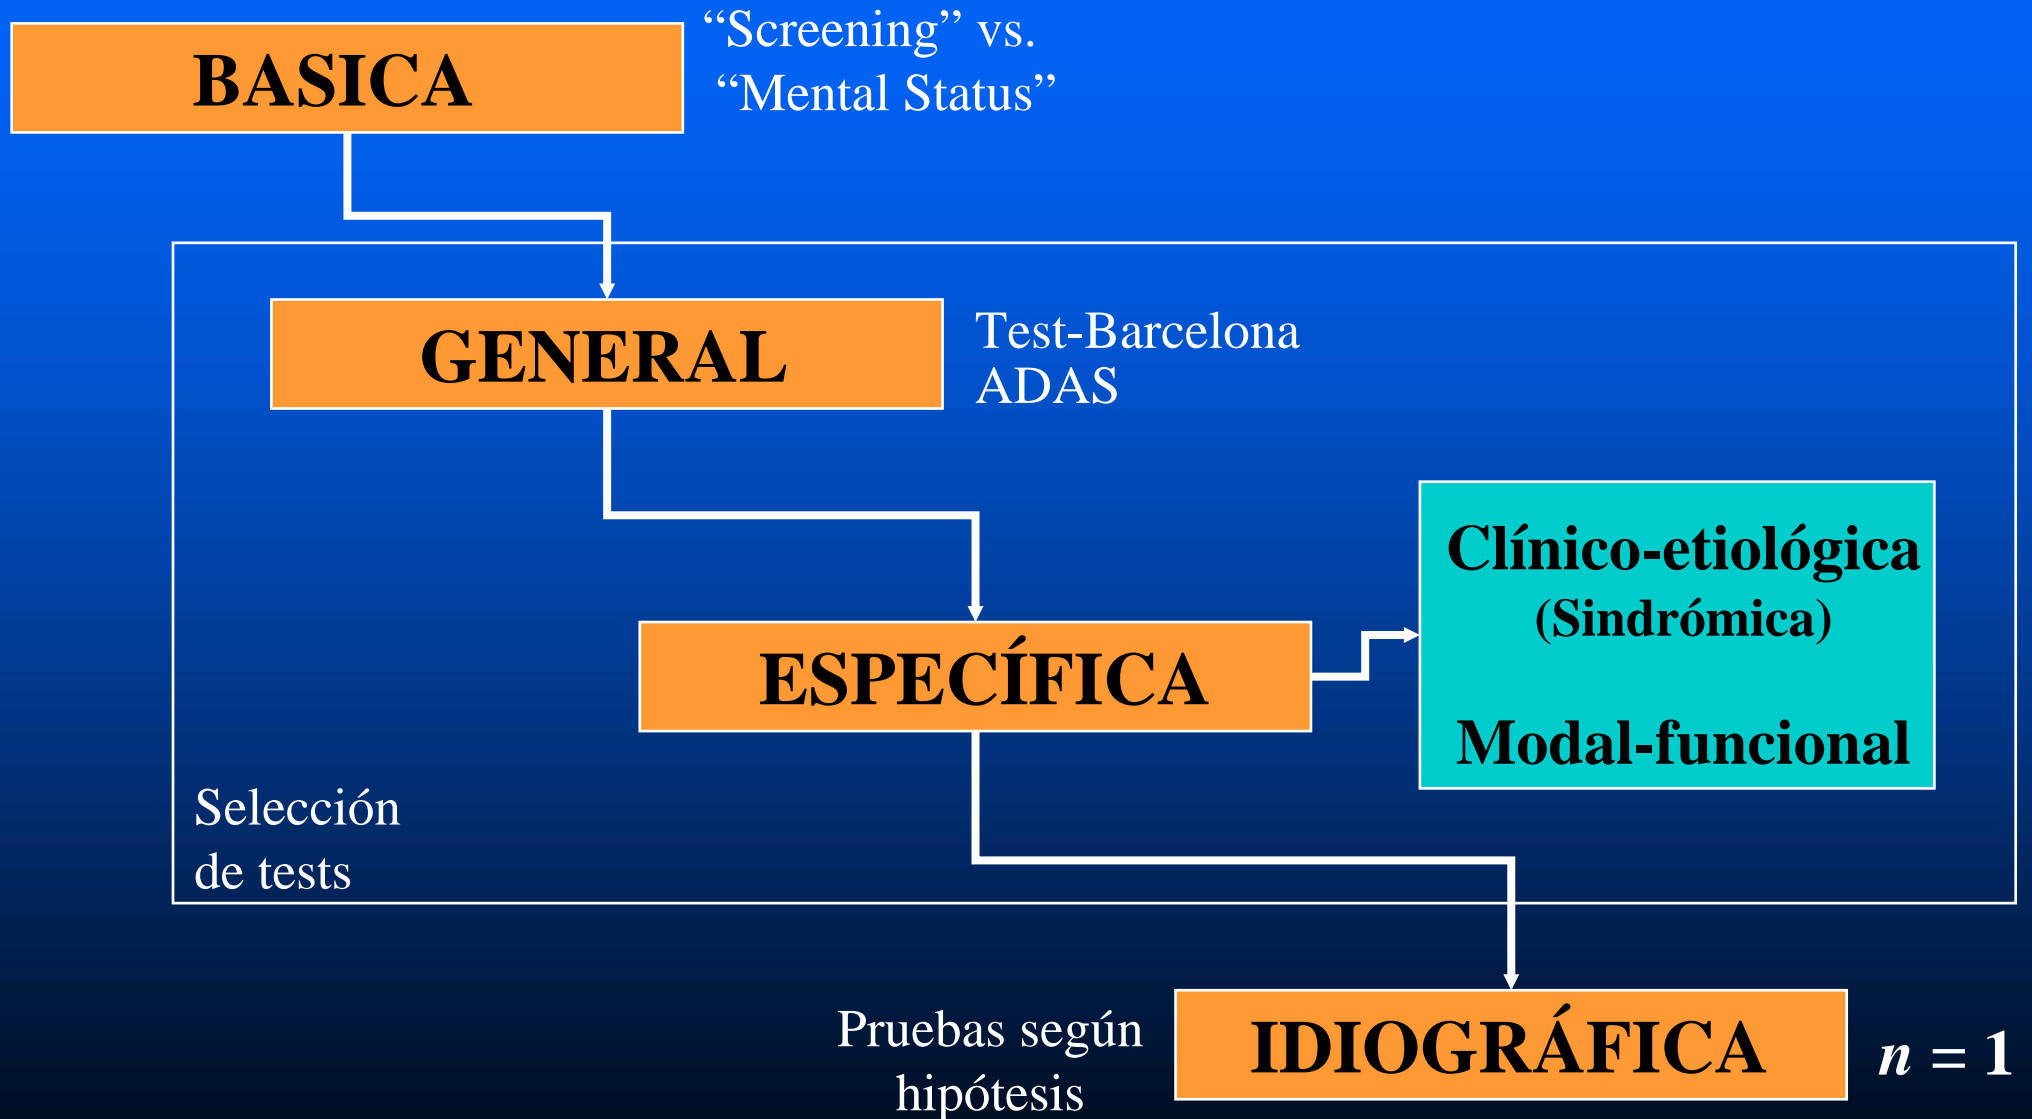 BASICA
“Screening” vs.
“Mental Status”
GENERAL
Test-Barcelona
ADAS
ESPECÍFICA
Clínico-etiológica
(Sindrómica)
Modal-funcional
Selección
de tests
Pruebas según
hipótesis
IDIOGRÁFICA
n = 1